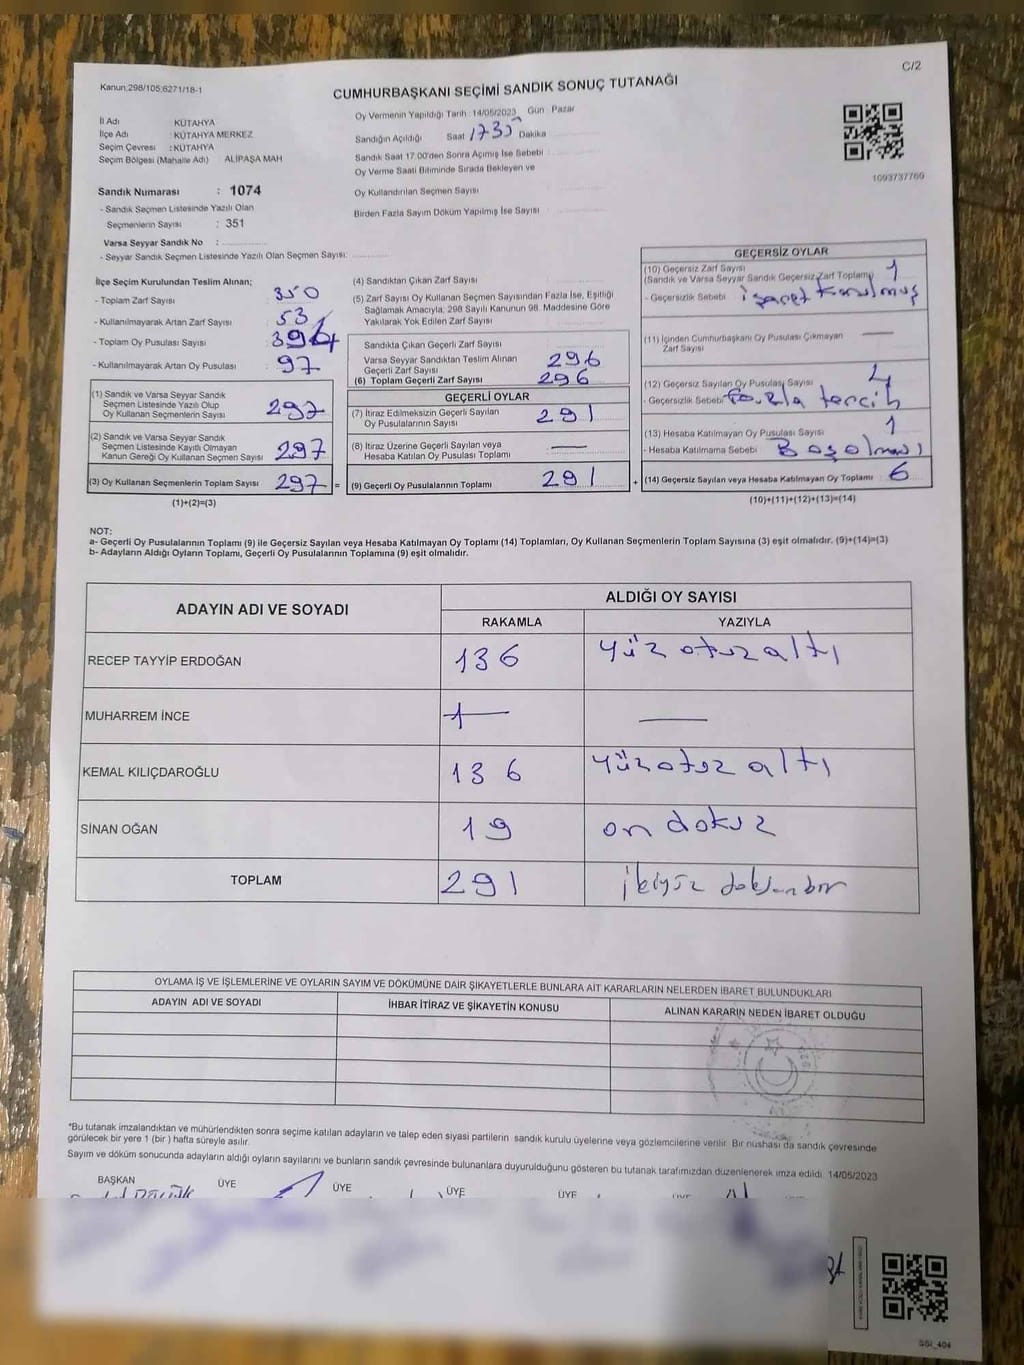 C/2
Kanun:298/105;6271/18-1
CUMHURBAŞKANI SEÇİMİ SANDIK SONUÇ TUTANAĞI
İl Adı KÜTAHYA
İlçe Adı : KÜTAHYA MERKEZ
Seçim Çevresi : KÜTAHYA
Seçim Bölgesi (Mahalle Adı) ALİPAŞA MAH
Sandık Numarası : 1074
- Sandık Seçmen Listesinde Yazılı Olan
Seçmenlerin Sayısı : 351
Varsa Seyyar Sandık No :
- Seyyar Sandık Seçmen Listesinde Yazılı Olan Seçmen Sayısı:
Oy Vermenin Yapıldığı Tarih :14/05/2023 Gün Pazar
Sandığın Açıldığı Saat 1735 Dakika
Sandık Saat 17:00'den Sonra Açımış İse Sebebi :
Oy Verme Saati Bitiminde Sırada Bekleyen ve
Oy Kullandırılan Seçmen Sayısı
Birden Fazla Sayım Döküm Yapılmış İse Sayısı
1093737760
İlçe Seçim Kurulundan Teslim Alınan;
- Toplam Zarf Sayısı 350
- Kullanılmayarak Artan Zarf Sayısı 53
- Toplam Oy Pusulası Sayısı 394
- Kullanılmayarak Artan Oy Pusulası 97
(1) Sandık ve Varsa Seyyar Sandık
Seçmen Listesinde Yazılı Olup
Oy Kullanan Seçmenlerin Sayısı 297
(2) Sandık ve Varsa Seyyar Sandık
Seçmen Listesinde Kayıtlı Olmayan
Kanun Gereği Oy Kullanan Seçmen Sayısı 297
(3) Oy Kullanan Seçmenlerin Toplam Sayısı 297 =
(1)+(2)=(3)
(4) Sandıktan Çıkan Zarf Sayısı
(5) Zarf Sayısı Oy Kullanan Seçmen Sayısından Fazla İse, Eşitliği
Sağlamak Amacıyla; 298 Sayılı Kanunun 98. Maddesine Göre
Yakılarak Yok Edilen Zarf Sayısı
Sandıkta Çıkan Geçerli Zarf Sayısı
Varsa Seyyar Sandıktan Teslim Alınan
Geçerli Zarf Sayısı 296
(6) Toplam Geçerli Zarf Sayısı 296
GEÇERLİ OYLAR
(7) İtiraz Edilmeksizin Geçerli Sayılan
Oy Pusulalarının Sayısı 291
(8) İtiraz Üzerine Geçerli Sayılan veya
Hesaba Katılan Oy Pusulası Toplamı —
(9) Geçerli Oy Pusulalarının Toplamı 291 +
GEÇERSİZ OYLAR
(10) Geçersiz Zarf Sayısı
(Sandık ve Varsa Seyyar Sandık Geçersiz Zarf Toplamı) 1
- Geçersizlik Sebebi işaret konulmuş
(11) İçinden Cumhurbaşkanı Oy Pusulası Çıkmayan
Zarf Sayısı —
(12) Geçersiz Sayılan Oy Pusulası Sayısı 4
- Geçersizlik Sebebi Fazla tercih
(13) Hesaba Katılmayan Oy Pusulası Sayısı 1
- Hesaba Katılmama Sebebi Boş olması
(14) Geçersiz Sayılan veya Hesaba Katılmayan Oy Toplamı 6
(10)+(11)+(12)+(13)=(14)
NOT:
a- Geçerli Oy Pusulalarının Toplamı (9) ile Geçersiz Sayılan veya Hesaba Katılmayan Oy Toplamı (14) Toplamları, Oy Kullanan Seçmenlerin Toplam Sayısına (3) eşit olmalıdır. (9)+(14)=(3)
b- Adayların Aldığı Oyların Toplamı, Geçerli Oy Pusulalarının Toplamına (9) eşit olmalıdır.
ADAYIN ADI VE SOYADI ALDIĞI OY SAYISI
RAKAMLA YAZIYLA
RECEP TAYYİP ERDOĞAN 136 yüz otuz altı
MUHARREM İNCE — —
KEMAL KILIÇDAROĞLU 136 yüz otuz altı
SİNAN OĞAN 19 on dokuz
TOPLAM 291 ikiyüz doksanbir
OYLAMA İŞ VE İŞLEMLERİNE VE OYLARIN SAYIM VE DÖKÜMÜNE DAİR ŞİKAYETLERLE BUNLARA AİT KARARLARIN NELERDEN İBARET BULUNDUKLARI
ADAYIN ADI VE SOYADI İHBAR İTİRAZ VE ŞİKAYETİN KONUSU ALINAN KARARIN NEDEN İBARET OLDUĞU
*Bu tutanak imzalandıktan ve mühürlendikten sonra seçime katılan adayların ve talep eden siyasi partilerin sandık kurulu üyelerine veya gözlemcilerine verilir. Bir nüshası da sandık çevresinde
görülecek bir yere 1 (bir ) hafta süreyle asılır.
Sayım ve döküm sonucunda adayların aldığı oyların sayılarını ve bunların sandık çevresinde bulunanlara duyurulduğunu gösteren bu tutanak tarafımızdan düzenlenerek imza edildi. 14/05/2023
BAŞKAN ÜYE ÜYE ÜYE ÜYE ÜYE
SSI_404